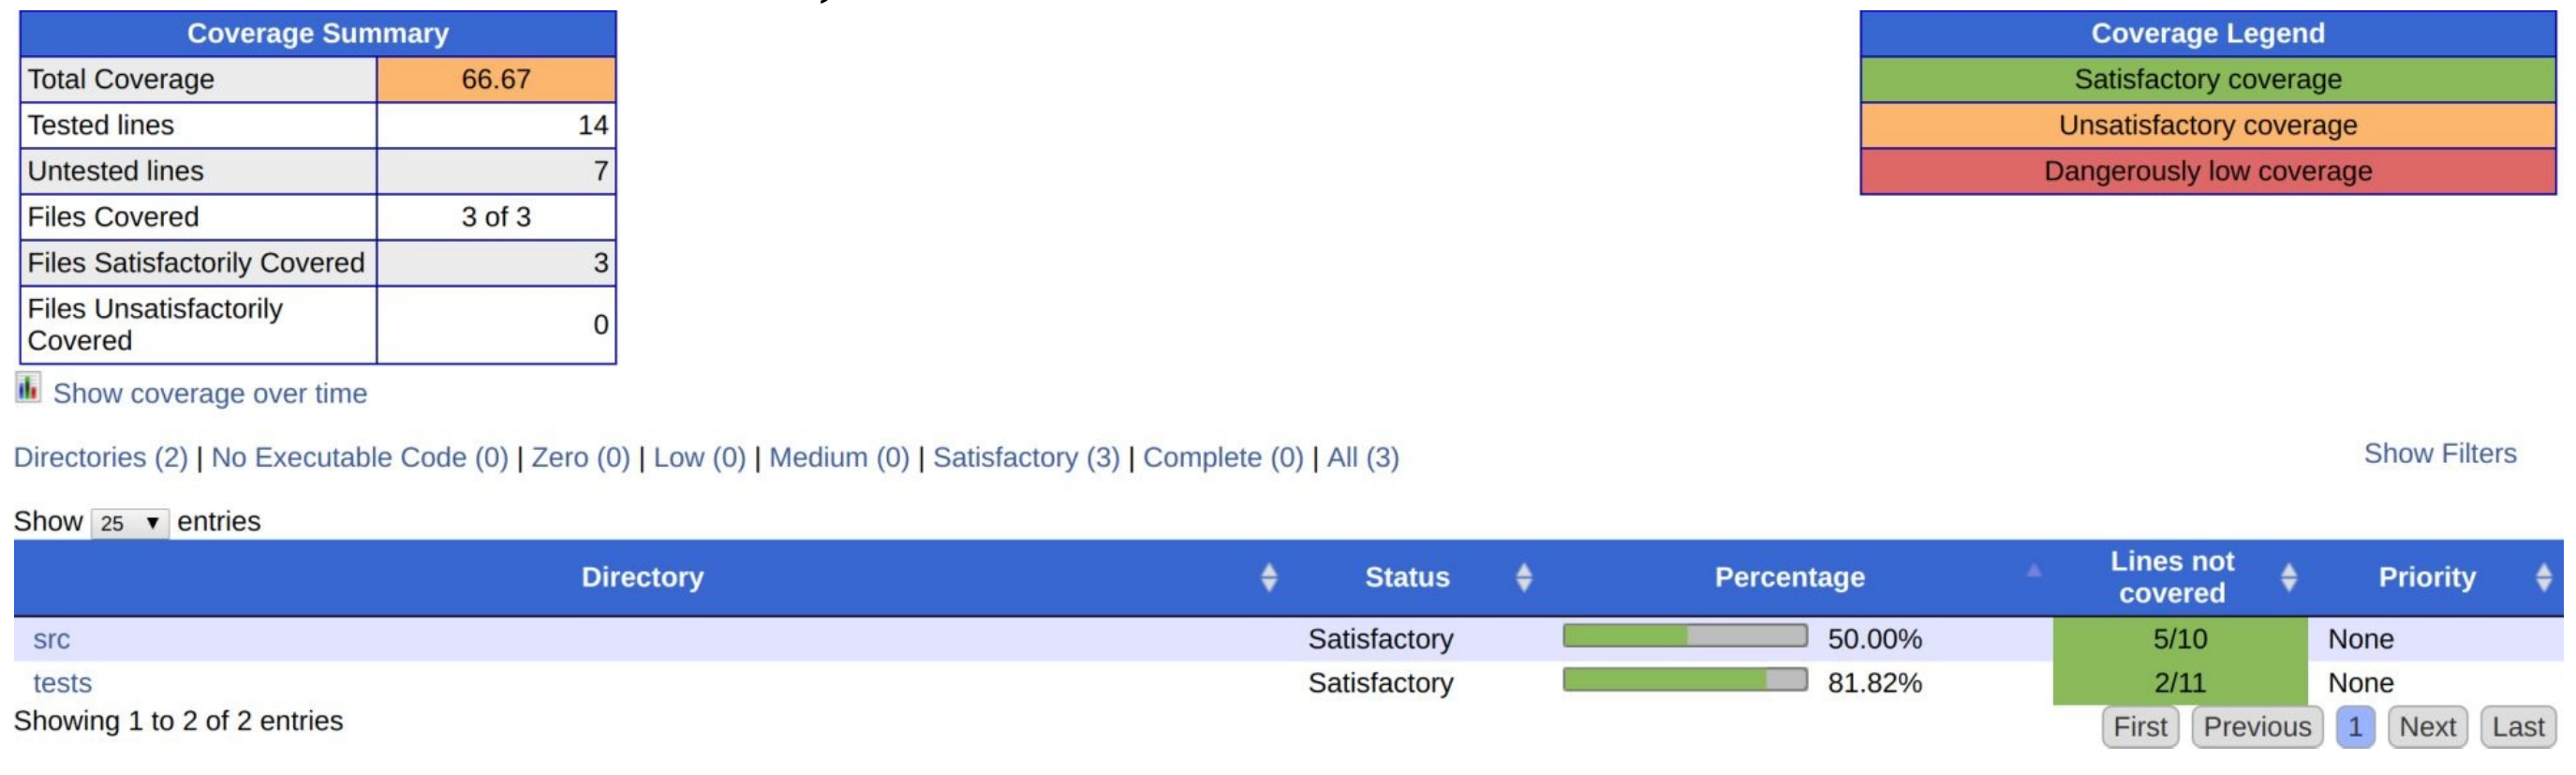 Coverage Summary
Total Coverage 66.67
Tested lines 14
Untested lines 7
Files Covered 3 of 3
Files Satisfactorily Covered 3
Files Unsatisfactorily
Covered 0
Coverage Legend
Satisfactory coverage
Unsatisfactory coverage
Dangerously low coverage
Show coverage over time
Directories (2) | No Executable Code (0) | Zero (0) | Low (0) | Medium (0) | Satisfactory (3) | Complete (0) | All (3)
Show Filters
Show 25 entries
Directory Status Percentage Lines not covered Priority
src Satisfactory 50.00% 5/10 None
tests Satisfactory 81.82% 2/11 None
Showing 1 to 2 of 2 entries
First Previous 1 Next Last